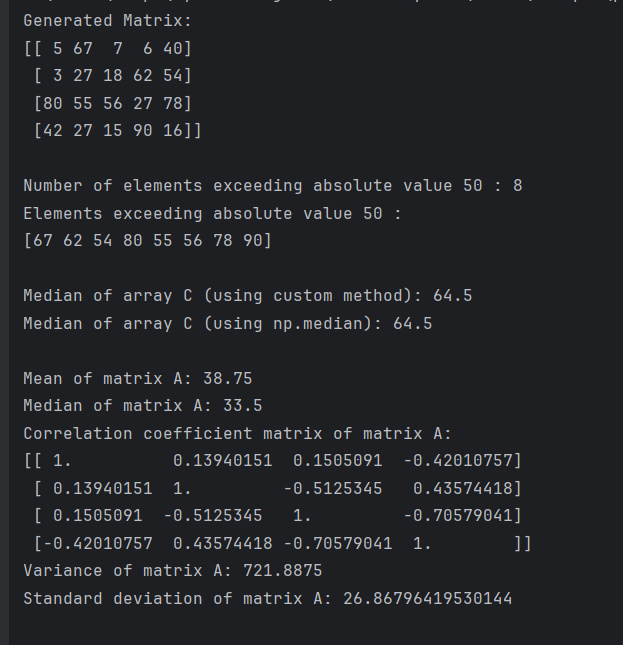 Generated Matrix:
[[ 5 67  7  6 40]
 [ 3 27 18 62 54]
 [80 55 56 27 78]
 [42 27 15 90 16]]
Number of elements exceeding absolute value 50 : 8
Elements exceeding absolute value 50 :
[67 62 54 80 55 56 78 90]
Median of array C (using custom method): 64.5
Median of array C (using np.median): 64.5
Mean of matrix A: 38.75
Median of matrix A: 33.5
Correlation coefficient matrix of matrix A:
[[ 1.          0.13940151  0.1505091  -0.42010757]
 [ 0.13940151  1.         -0.5125345   0.43574418]
 [ 0.1505091  -0.5125345   1.         -0.70579041]
 [-0.42010757  0.43574418 -0.70579041  1.        ]]
Variance of matrix A: 721.8875
Standard deviation of matrix A: 26.86796419530144